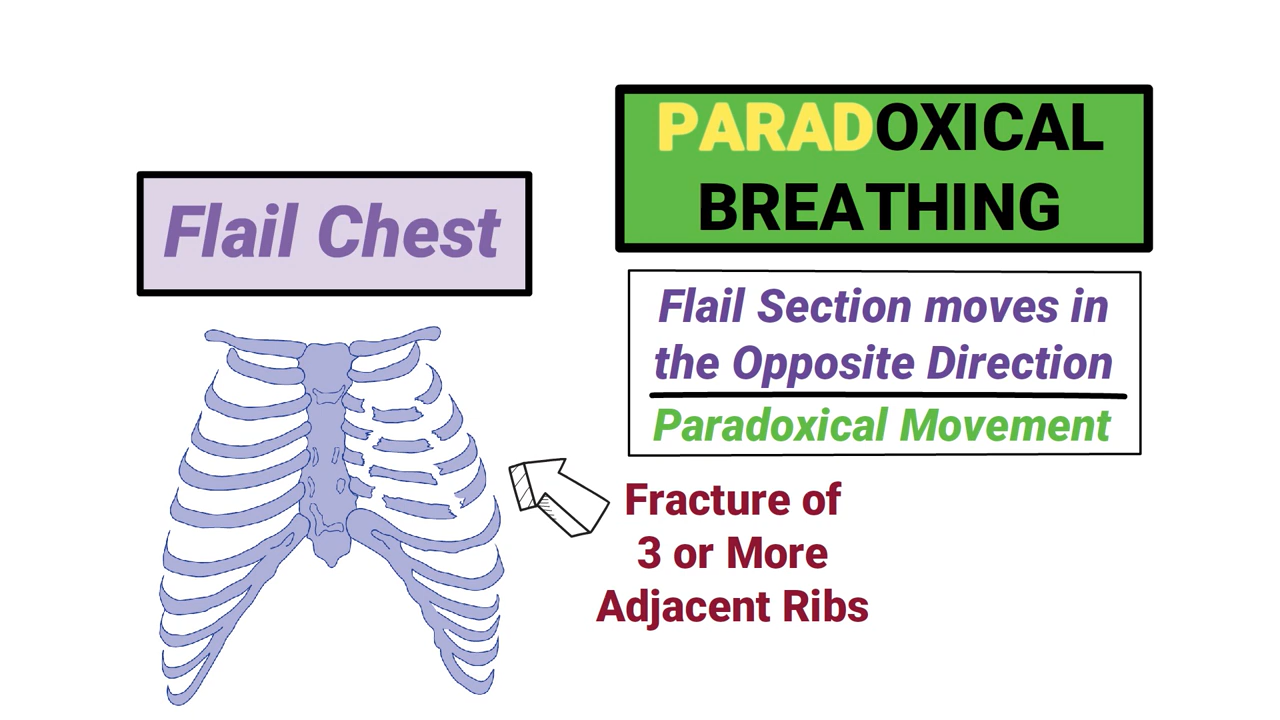 Flail Chest
PARADOXICAL
BREATHING
Flail Section moves in
the Opposite Direction
Paradoxical Movement
Fracture of
3 or More
Adjacent Ribs